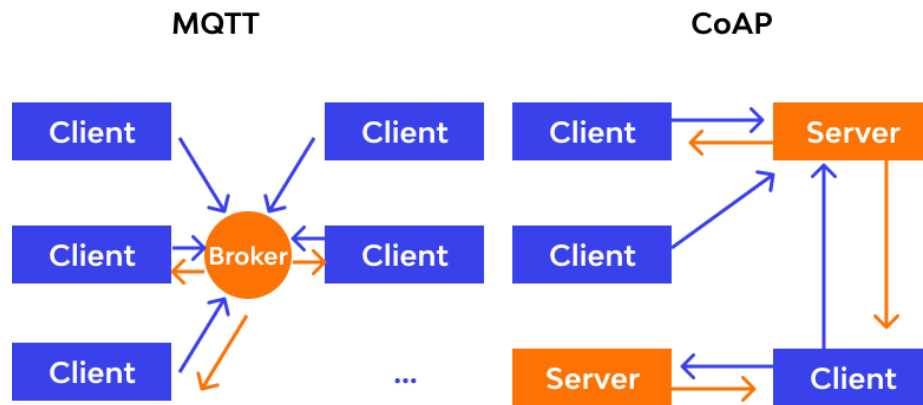 MQTT
CoAP
Client
Client
Client
Server
Client
Broker
Client
Client
Client
...
Server
Client